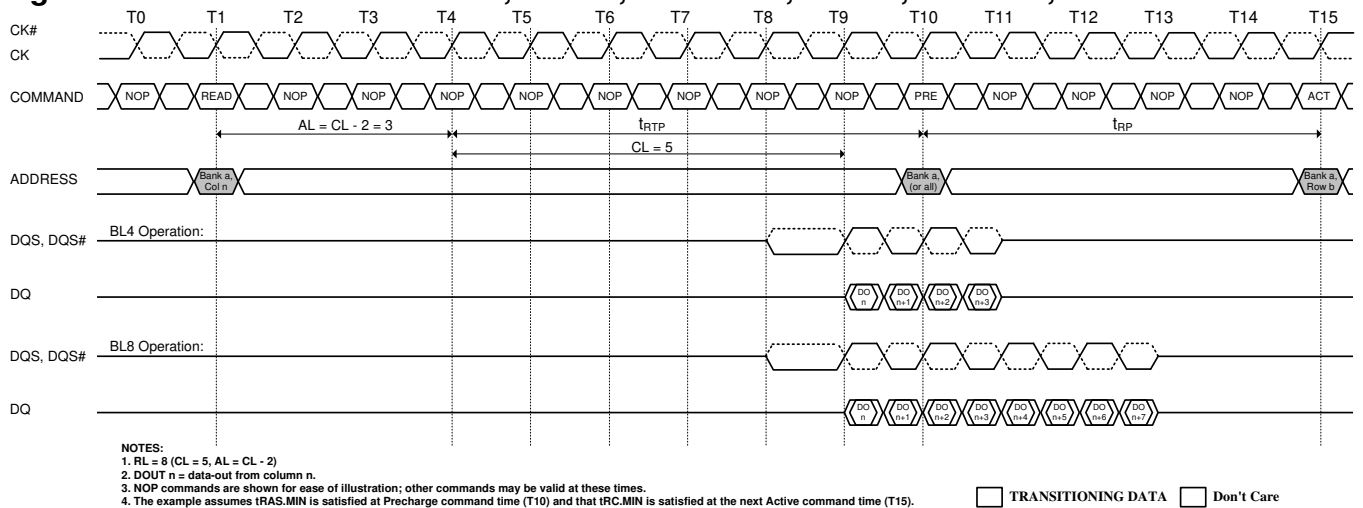 T0 T1 T2 T3 T4 T5 T6 T7 T8 T9 T10 T11 T12 T13 T14 T15
CK#
CK
COMMAND NOP READ NOP NOP NOP NOP NOP NOP NOP NOP PRE NOP NOP NOP NOP ACT
AL = CL - 2 = 3 tRTP tRP
CL = 5
ADDRESS Bank a, Col n Bank a, (or all) Bank a, Row b
BL4 Operation:
DQS, DQS#
DQ DO n DO n+1 DO n+2 DO n+3
BL8 Operation:
DQS, DQS#
DQ DO n DO n+1 DO n+2 DO n+3 DO n+4 DO n+5 DO n+6 DO n+7
NOTES:
1. RL = 8 (CL = 5, AL = CL - 2)
2. DOUT n = data-out from column n.
3. NOP commands are shown for ease of illustration; other commands may be valid at these times.
4. The example assumes tRAS.MIN is satisfied at Precharge command time (T10) and that tRC.MIN is satisfied at the next Active command time (T15).
TRANSITIONING DATA Don't Care